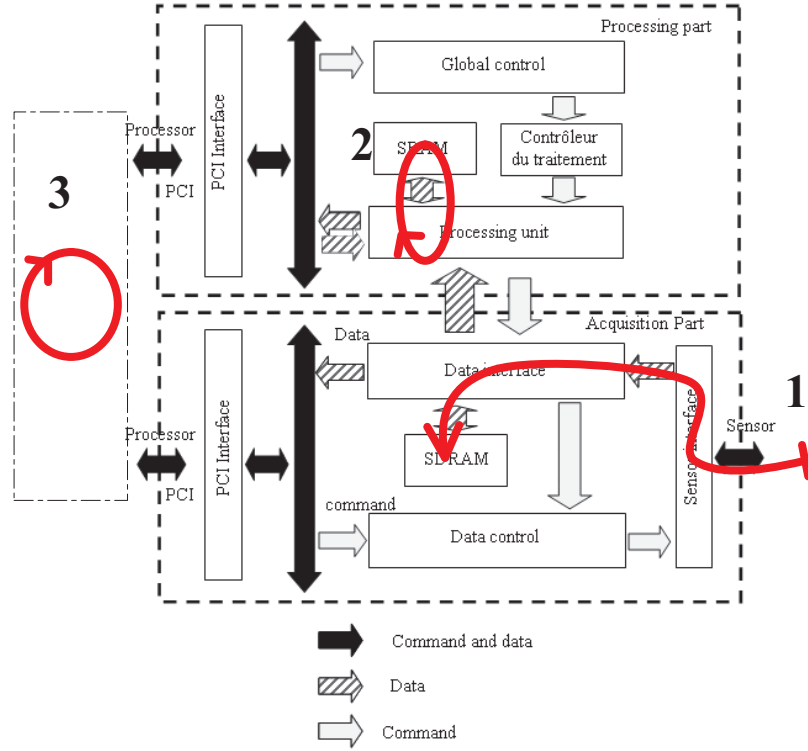 Processing part
Global control
Processor
PCI Interface
2
SRAM
Contrôleur
du traitement
PCI
3
Processing unit
Acquisition Part
Data
Data interface
1
Processor
PCI Interface
SDRAM
Sensor interface
Sensor
PCI
command
Data control
Command and data
Data
Command